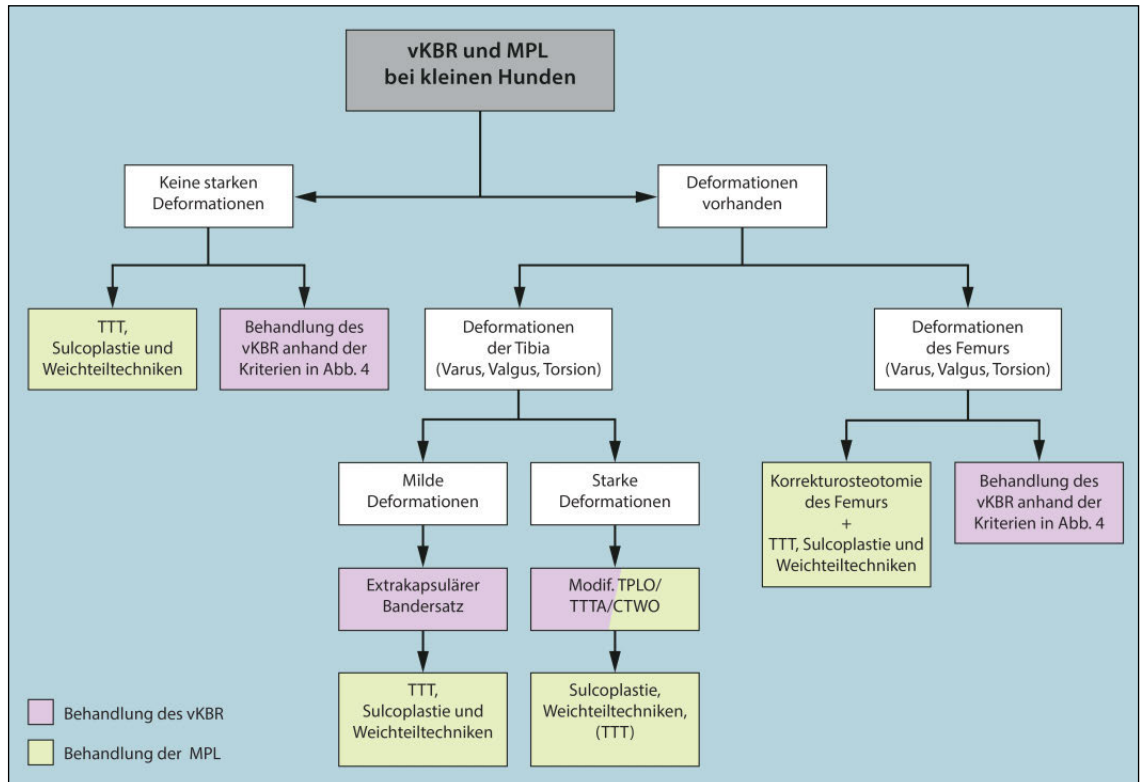 vKBR und MPL
bei kleinen Hunden
Keine starken
Deformationen
Deformationen
vorhanden
TTT,
Sulcoplastie und
Weichteiltechniken
Behandlung des
vKBR anhand der
Kriterien in Abb. 4
Deformationen
der Tibia
(Varus, Valgus, Torsion)
Deformationen
des Femurs
(Varus, Valgus, Torsion)
Milde
Deformationen
Starke
Deformationen
Korrekturosteotomie
des Femurs
+
TTT, Sulcoplastie und
Weichteiltechniken
Behandlung des
vKBR anhand der
Kriterien in Abb. 4
Extrakapsulärer
Bandersatz
Modif. TPLO/
TTTA/CTWO
TTT,
Sulcoplastie und
Weichteiltechniken
Sulcoplastie,
Weichteiltechniken,
(TTT)
Behandlung des vKBR
Behandlung der MPL